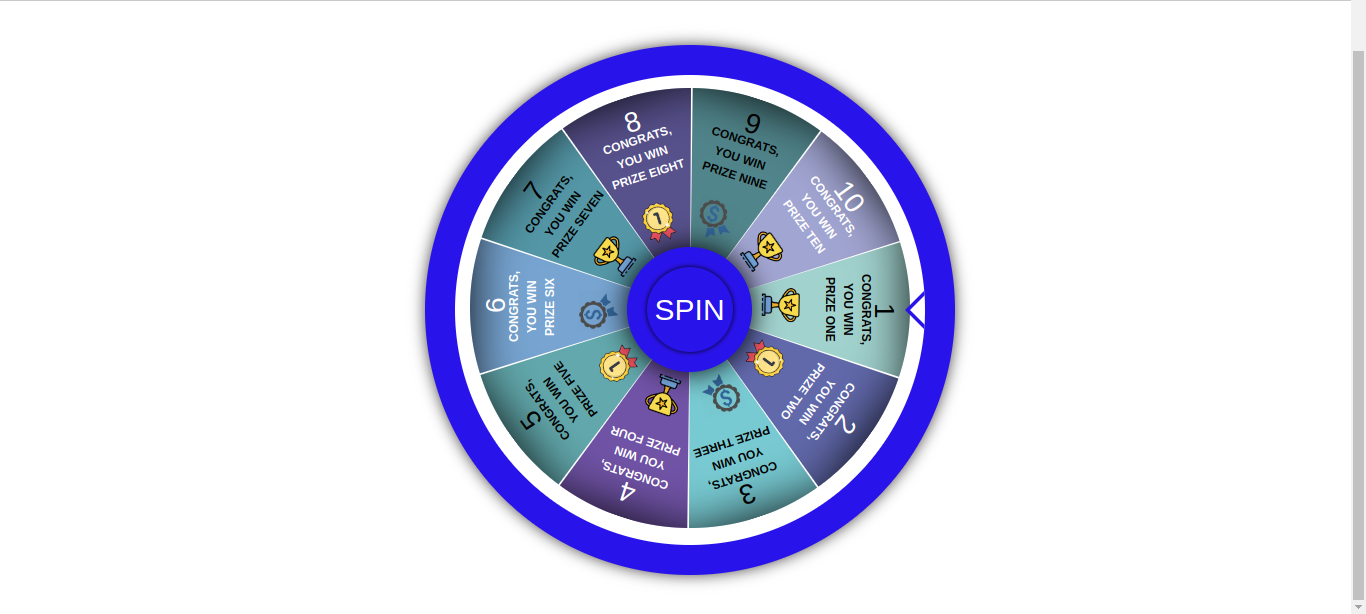 8
CONGRATS,
YOU WIN
PRIZE EIGHT
9
CONGRATS,
YOU WIN
PRIZE NINE
10
CONGRATS,
YOU WIN
PRIZE TEN
1
CONGRATS,
YOU WIN
PRIZE ONE
2
CONGRATS,
YOU WIN
PRIZE TWO
3
CONGRATS,
YOU WIN
PRIZE THREE
4
CONGRATS,
YOU WIN
PRIZE FOUR
5
CONGRATS,
YOU WIN
PRIZE FIVE
6
CONGRATS,
YOU WIN
PRIZE SIX
7
CONGRATS,
YOU WIN
PRIZE SEVEN
SPIN
1
$
$
1
$
1